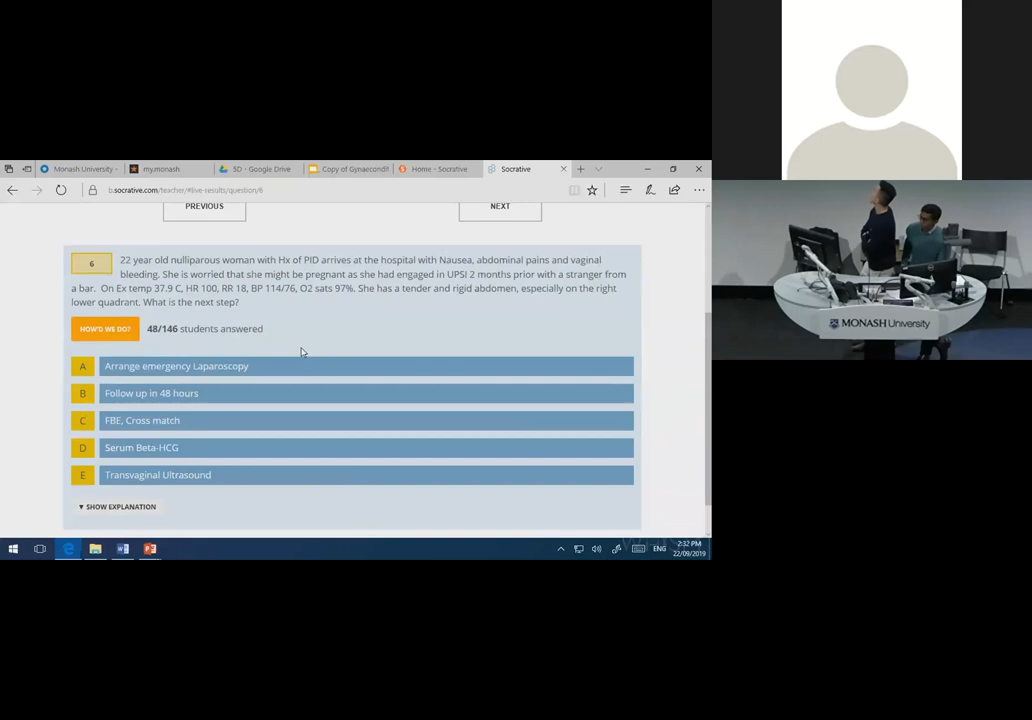 Monash University -
my.monash
5D - Google Drive
Copy of Gynaecondi!
Home - Socrative
Socrative
b.socrative.com/teacher/#live-results/question/6
PREVIOUS
NEXT
6
22 year old nulliparous woman with Hx of PID arrives at the hospital with Nausea, abdominal pains and vaginal
bleeding. She is worried that she might be pregnant as she had engaged in UPSI 2 months prior with a stranger from
a bar. On Ex temp 37.9 C, HR 100, RR 18, BP 114/76, O2 sats 97%. She has a tender and rigid abdomen, especially on the right
lower quadrant. What is the next step?
HOW'D WE DO?
48/146 students answered
A
Arrange emergency Laparoscopy
B
Follow up in 48 hours
C
FBE, Cross match
D
Serum Beta-HCG
E
Transvaginal Ultrasound
▼ SHOW EXPLANATION
ENG
2:32 PM
22/09/2019
MONASH University